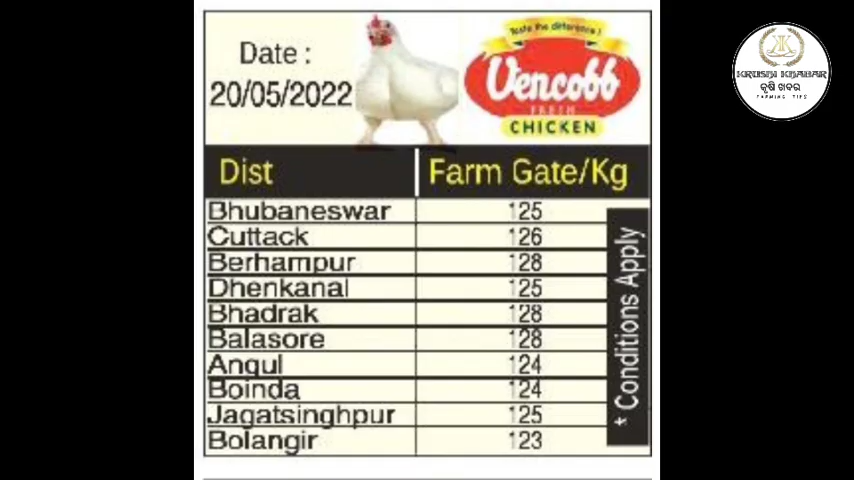 Date :
20/05/2022
Taste the difference!
Vencobb
FRESH
CHICKEN
KRUSHI KHABAR
କୃଷି ଖବର
FARMING TIPS
Dist Farm Gate/Kg
Bhubaneswar 125
Cuttack 126
Berhampur 128
Dhenkanal 125
Bhadrak 128
Balasore 128
Angul 124
Boinda 124
Jagatsinghpur 125
Bolangir 123
* Conditions Apply